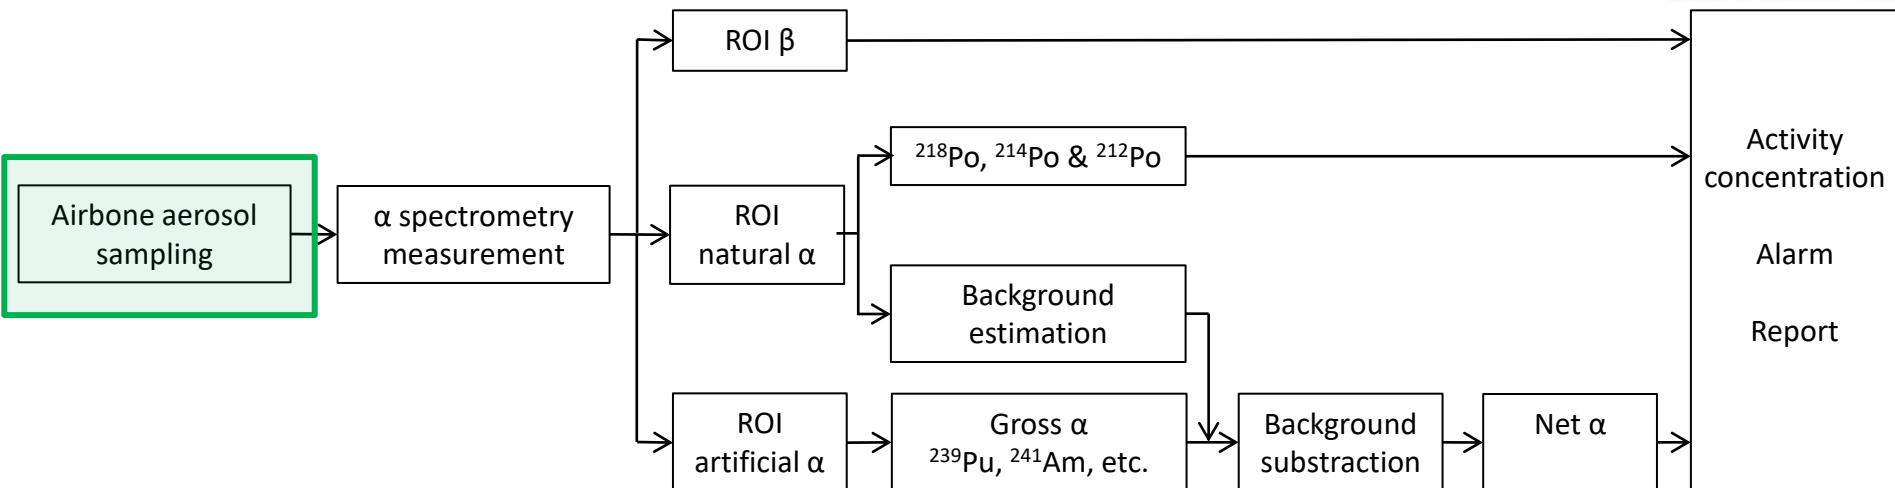 ROI β
²¹⁸Po, ²¹⁴Po & ²¹²Po
Airbone aerosol
sampling
α spectrometry
measurement
ROI
natural α
Background
estimation
ROI
artificial α
Gross α
²³⁹Pu, ²⁴¹Am, etc.
Background
substraction
Net α
Activity
concentration
Alarm
Report